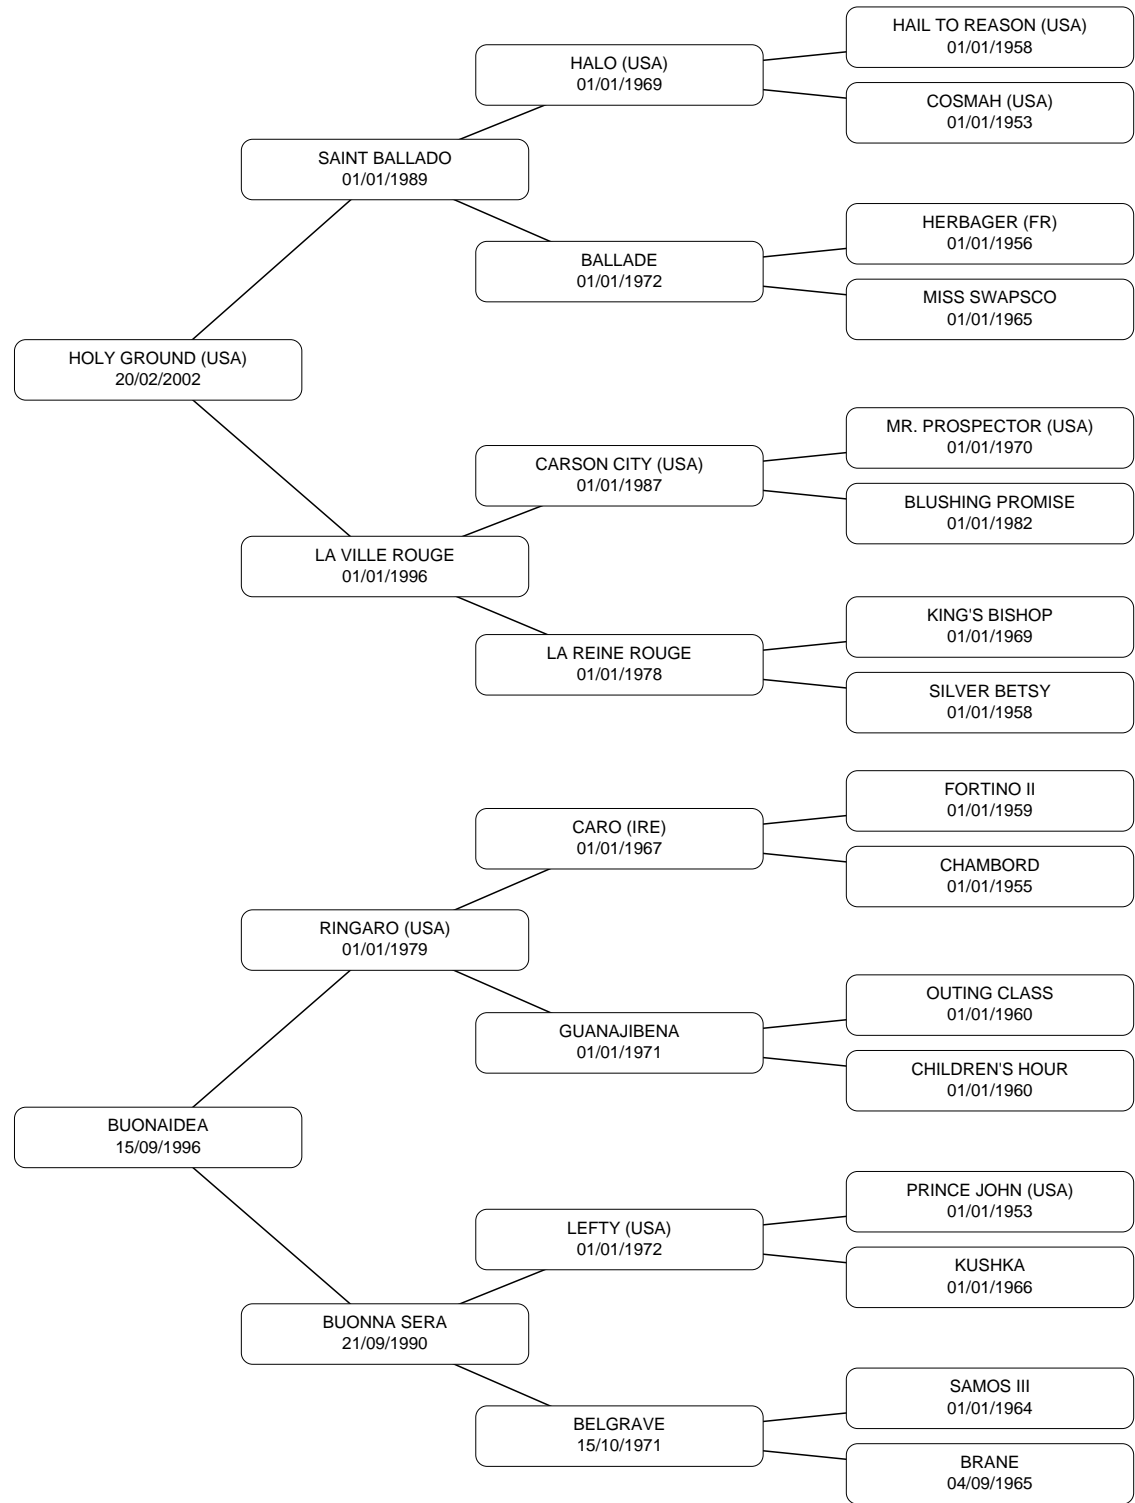 HAIL TO REASON (USA)
01/01/1958
HALO (USA)
01/01/1969
COSMAH (USA)
01/01/1953
SAINT BALLADO
01/01/1989
HERBAGER (FR)
01/01/1956
BALLADE
01/01/1972
MISS SWAPSCO
01/01/1965
HOLY GROUND (USA)
20/02/2002
MR. PROSPECTOR (USA)
01/01/1970
CARSON CITY (USA)
01/01/1987
BLUSHING PROMISE
01/01/1982
LA VILLE ROUGE
01/01/1996
KING'S BISHOP
01/01/1969
LA REINE ROUGE
01/01/1978
SILVER BETSY
01/01/1958
FORTINO II
01/01/1959
CARO (IRE)
01/01/1967
CHAMBORD
01/01/1955
RINGARO (USA)
01/01/1979
OUTING CLASS
01/01/1960
GUANAJIBENA
01/01/1971
CHILDREN'S HOUR
01/01/1960
BUONAIDEA
15/09/1996
PRINCE JOHN (USA)
01/01/1953
LEFTY (USA)
01/01/1972
KUSHKA
01/01/1966
BUONNA SERA
21/09/1990
SAMOS III
01/01/1964
BELGRAVE
15/10/1971
BRANE
04/09/1965